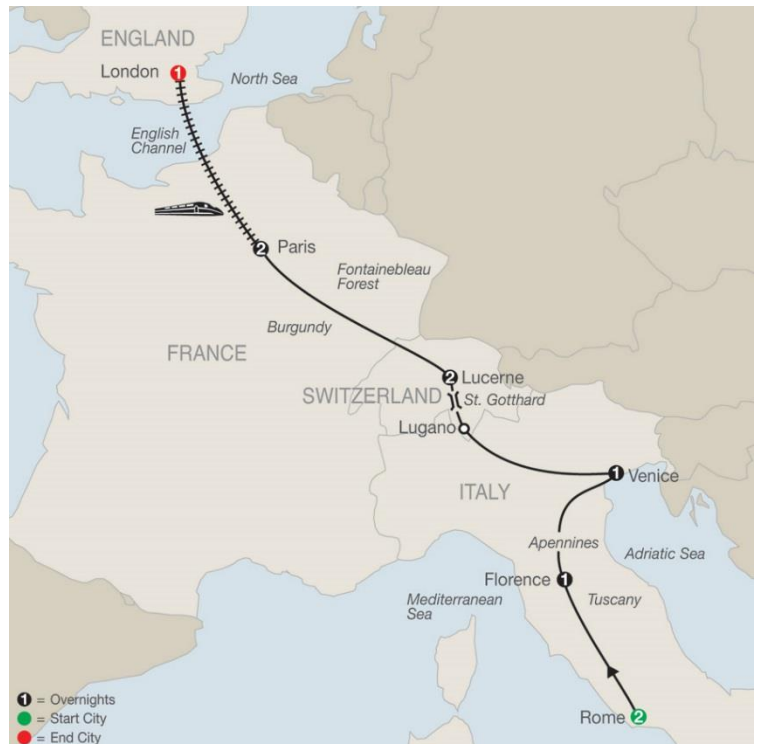 ENGLAND
London 1
North Sea
English
Channel
2 Paris
Fontainebleau
Forest
Burgundy
FRANCE
2 Lucerne
SWITZERLAND
St. Gotthard
Lugano
1 Venice
ITALY
Apennines
Adriatic Sea
Florence 1
Mediterranean
Sea
Tuscany
1 = Overnights
= Start City
= End City
Rome 2